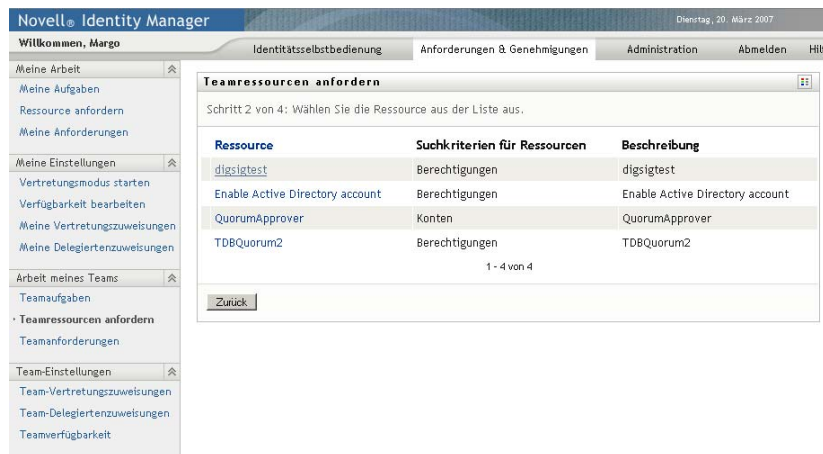 Novell® Identity Manager
Dienstag, 20. März 2007
Willkommen, Margo
Identitätsselbstbedienung Anforderungen & Genehmigungen Administration Abmelden
Meine Arbeit
Meine Aufgaben
Ressource anfordern
Meine Anforderungen
Meine Einstellungen
Vertretungsmodus starten
Verfügbarkeit bearbeiten
Meine Vertretungszuweisungen
Meine Delegiertenzuweisungen
Arbeit meines Teams
Teamaufgaben
· Teamressourcen anfordern
Teamanforderungen
Team-Einstellungen
Team-Vertretungszuweisungen
Team-Delegiertenzuweisungen
Teamverfügbarkeit
Teamressourcen anfordern
Schritt 2 von 4: Wählen Sie die Ressource aus der Liste aus.
Ressource Suchkriterien für Ressourcen Beschreibung
digsigtest Berechtigungen digsigtest
Enable Active Directory account Berechtigungen Enable Active Directory account
QuorumApprover Konten QuorumApprover
TDBQuorum2 Berechtigungen TDBQuorum2
1 - 4 von 4
Zurück